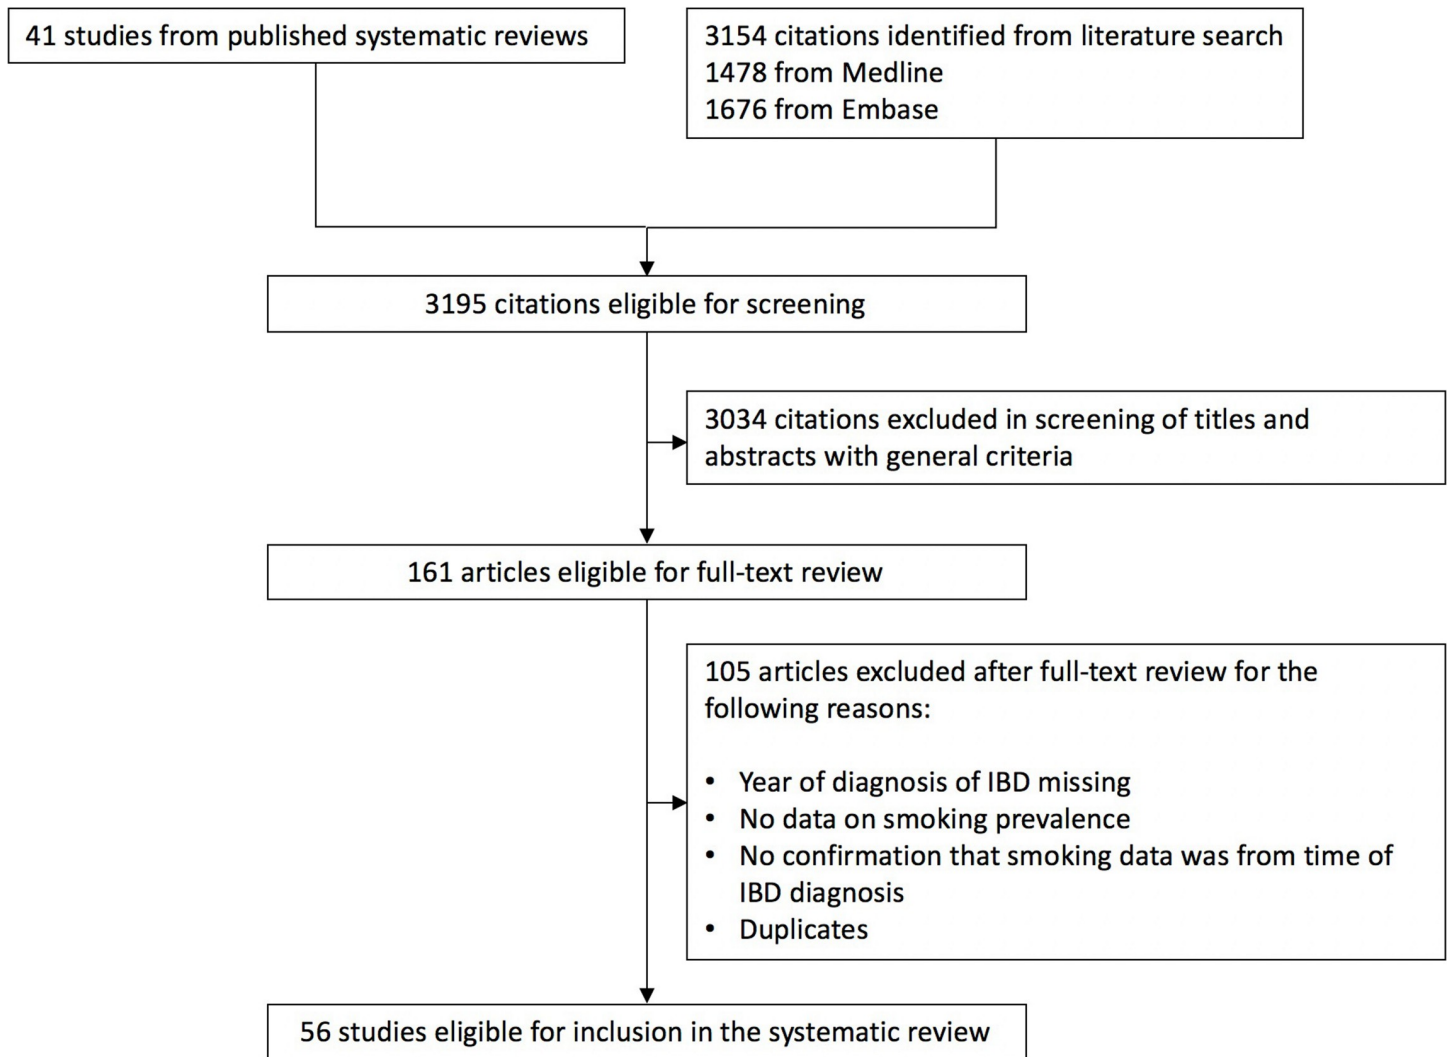 41 studies from published systematic reviews
3154 citations identified from literature search
1478 from Medline
1676 from Embase
3195 citations eligible for screening
3034 citations excluded in screening of titles and
abstracts with general criteria
161 articles eligible for full-text review
105 articles excluded after full-text review for the
following reasons:
• Year of diagnosis of IBD missing
• No data on smoking prevalence
• No confirmation that smoking data was from time of
IBD diagnosis
• Duplicates
56 studies eligible for inclusion in the systematic review